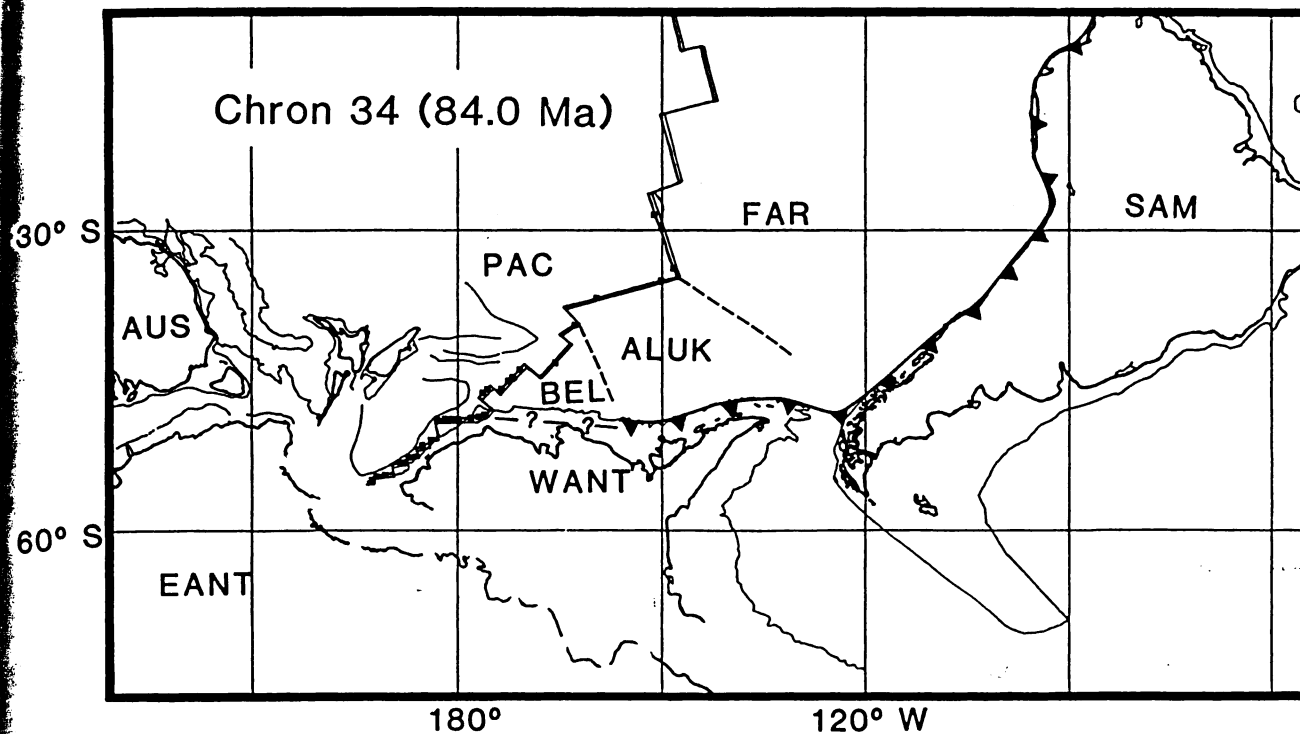 Chron 34 (84.0 Ma)
30° S
FAR
SAM
PAC
AUS
ALUK
BEL
? ?
WANT
60° S
EANT
180°
120° W